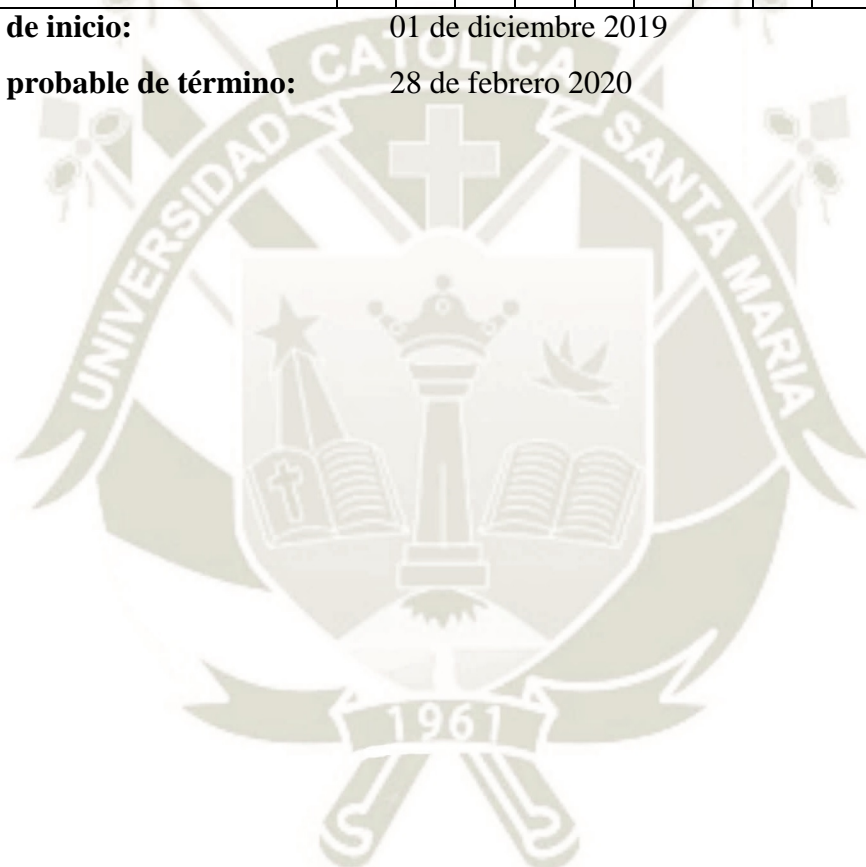 de inicio: 01 de diciembre 2019
probable de término: 28 de febrero 2020
UNIVERSIDAD CATOLICA SANTA MARIA
1961